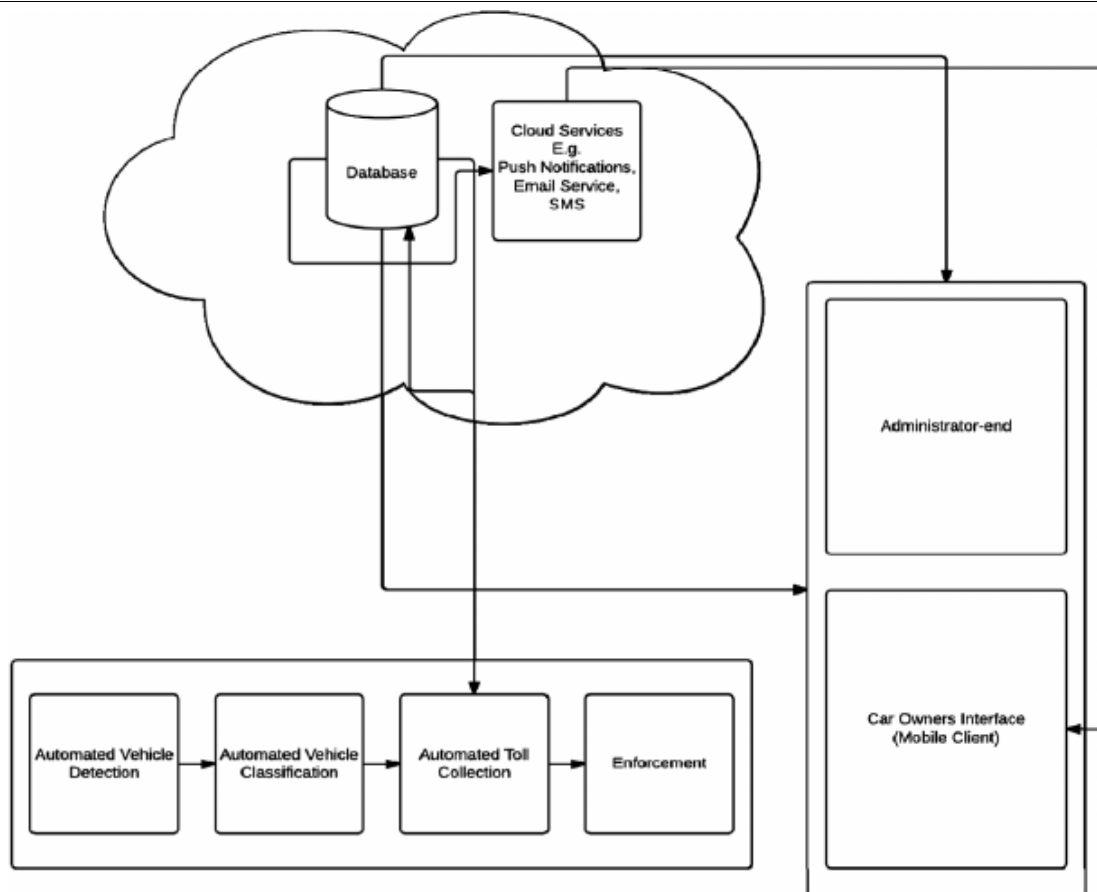 Database
Cloud Services
E.g.
Push Notifications,
Email Service,
SMS
Administrator-end
Car Owners Interface
(Mobile Client)
Automated Vehicle
Detection
Automated Vehicle
Classification
Automated Toll
Collection
Enforcement